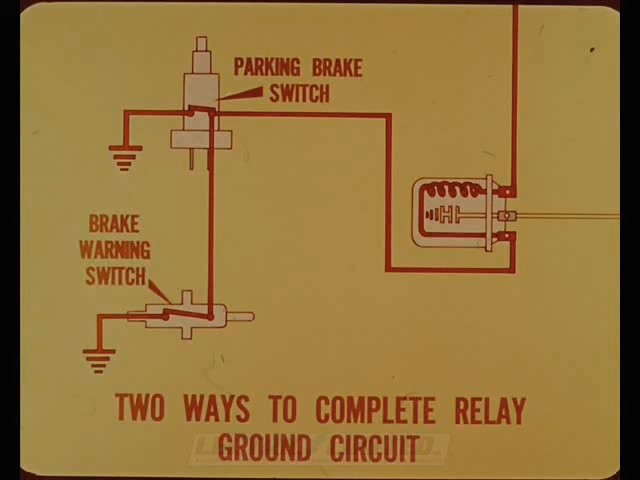 PARKING BRAKE
SWITCH
BRAKE
WARNING
SWITCH
TWO WAYS TO COMPLETE RELAY
GROUND CIRCUIT